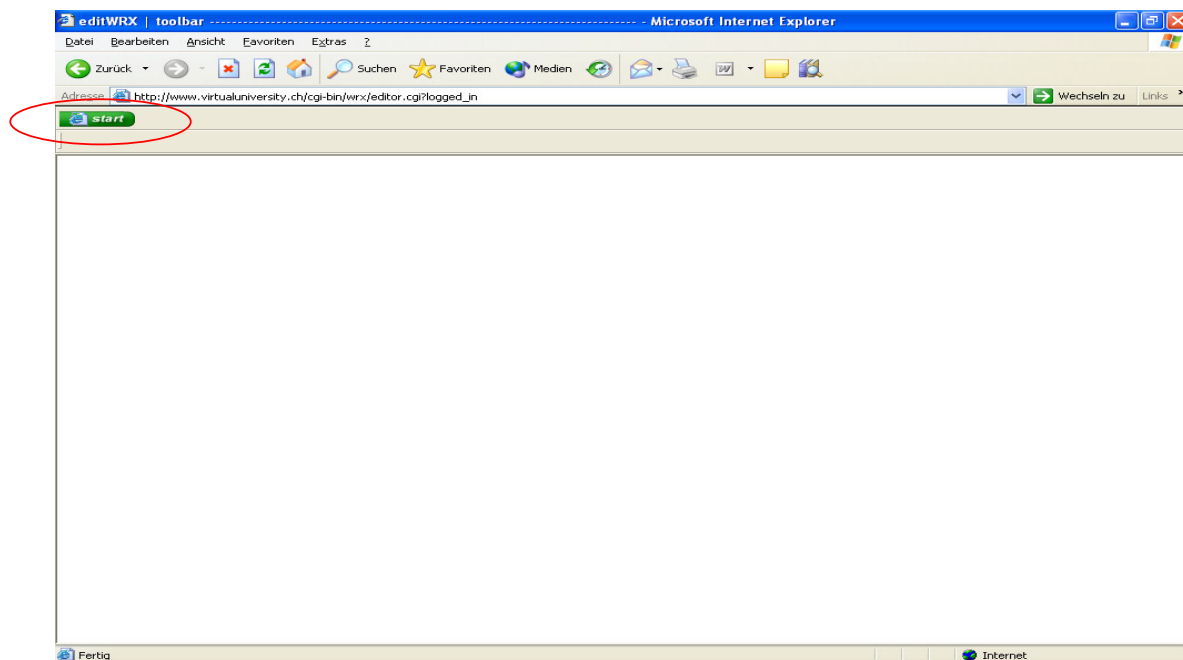 editWRX | toolbar ------------------------------------------------------------------------ - Microsoft Internet Explorer
Datei Bearbeiten Ansicht Favoriten Extras ?
Zurück Suchen Favoriten Medien
Adresse http://www.virtualuniversity.ch/cgi-bin/wrx/editor.cgi?logged_in Wechseln zu Links »
start
Fertig Internet